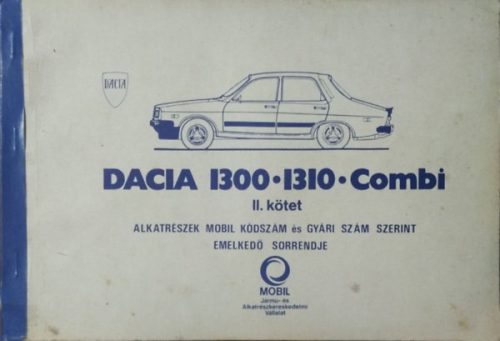 DACIA
DACIA 1300•1310•Combi
II. kötet
ALKATRÉSZEK MOBIL KÓDSZÁM és GYÁRI SZÁM SZERINT
EMELKEDŐ SORRENDJE
MOBIL
Jármű- és
Alkatrészkereskedelmi
Vállalat